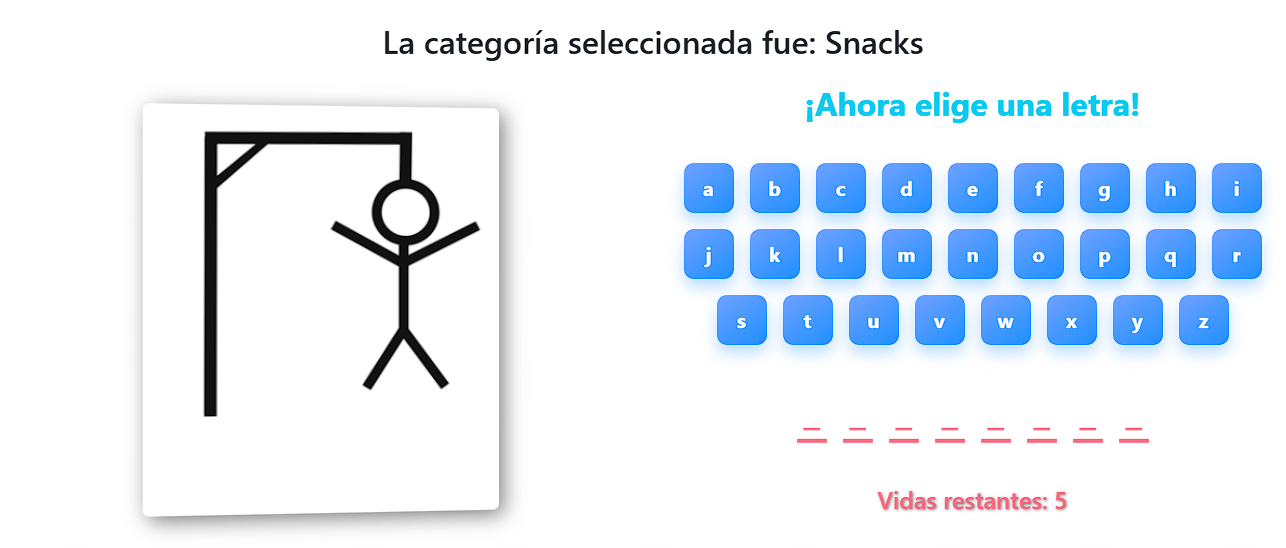 La categoría seleccionada fue: Snacks
¡Ahora elige una letra!
a b c d e f g h i
j k l m n o p q r
s t u v w x y z
_ _ _ _ _ _ _ _
Vidas restantes: 5